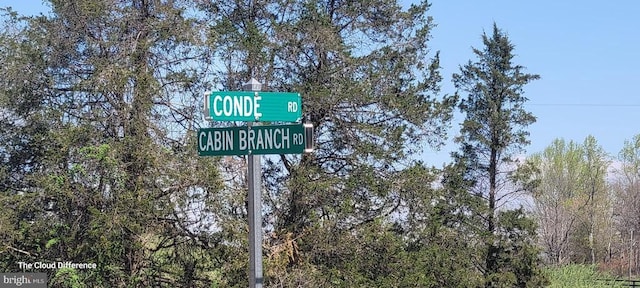 CONDE RD
CABIN BRANCH RD
The Cloud Difference
bright MLS